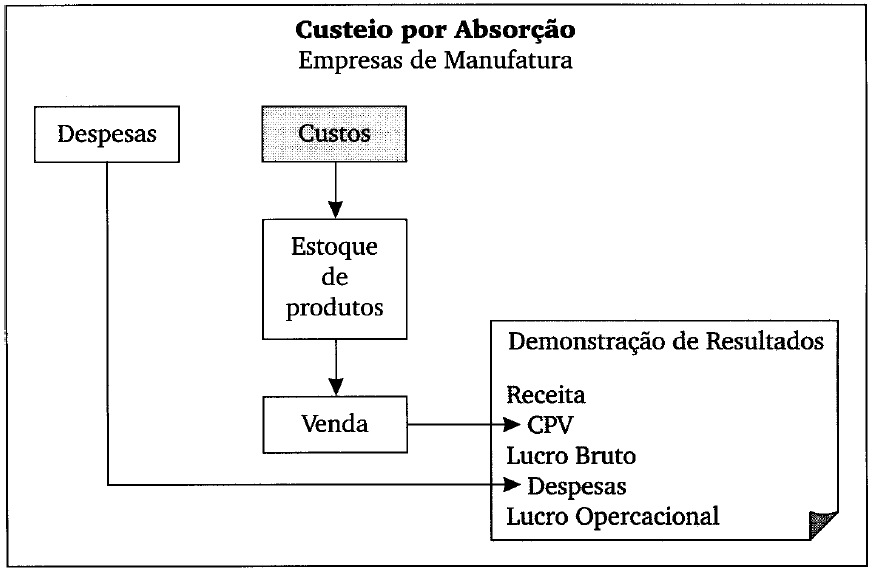 Custeio por Absorção
Empresas de Manufatura
Despesas
Custos
Estoque
de
produtos
Venda
Demonstração de Resultados
Receita
CPV
Lucro Bruto
Despesas
Lucro Opercacional